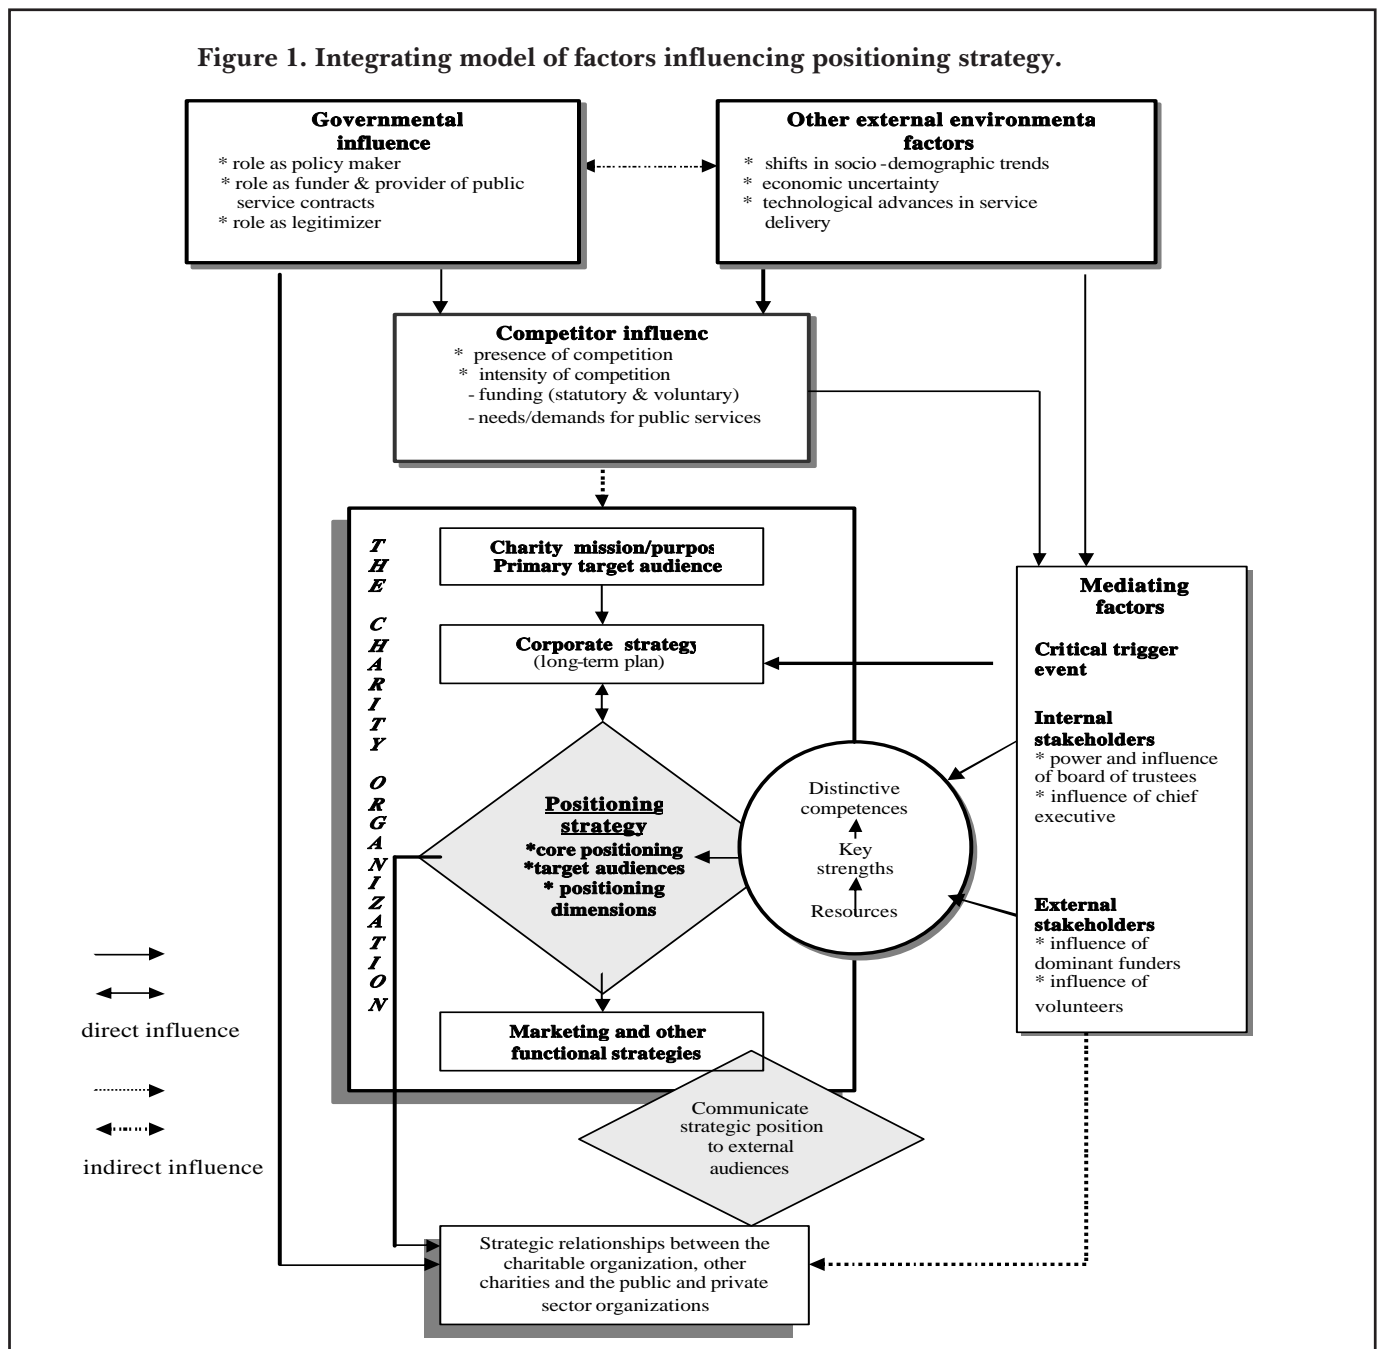 Figure 1. Integrating model of factors influencing positioning strategy.
Governmental
influence
* role as policy maker
* role as funder & provider of public
service contracts
* role as legitimizer
Other external environmenta
factors
* shifts in socio-demographic trends
* economic uncertainty
* technological advances in service
delivery
Competitor influenc
* presence of competition
* intensity of competition
- funding (statutory & voluntary)
- needs/demands for public services
THE CHARITY ORGANIZATION
Charity mission/purpos
Primary target audience
Corporate strategy
(long-term plan)
Positioning
strategy
*core positioning
*target audiences
* positioning
dimensions
Distinctive
competences
Key
strengths
Resources
Mediating
factors
Critical trigger
event
Internal
stakeholders
* power and influence
of board of trustees
* influence of chief
executive
External
stakeholders
* influence of
dominant funders
* influence of
volunteers
Marketing and other
functional strategies
Communicate
strategic position
to external
audiences
Strategic relationships between the
charitable organization, other
charities and the public and private
sector organizations
direct influence
indirect influence